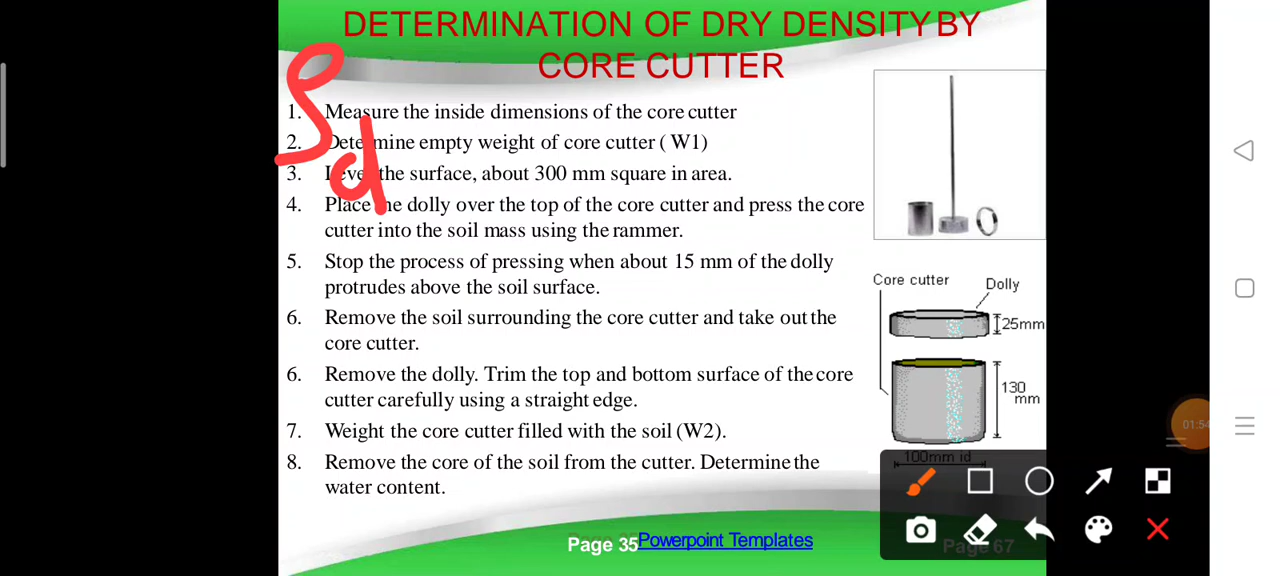 DETERMINATION OF DRY DENSITY BY
CORE CUTTER
ρd
1. Measure the inside dimensions of the core cutter
2. Determine empty weight of core cutter ( W1)
3. Level the surface, about 300 mm square in area.
4. Place the dolly over the top of the core cutter and press the core
cutter into the soil mass using the rammer.
5. Stop the process of pressing when about 15 mm of the dolly
protrudes above the soil surface.
6. Remove the soil surrounding the core cutter and take out the
core cutter.
6. Remove the dolly. Trim the top and bottom surface of the core
cutter carefully using a straight edge.
7. Weight the core cutter filled with the soil (W2).
8. Remove the core of the soil from the cutter. Determine the
water content.
Core cutter
Dolly
25mm
130
mm
100mm id
01:54
Page 35
Powerpoint Templates
Page 67